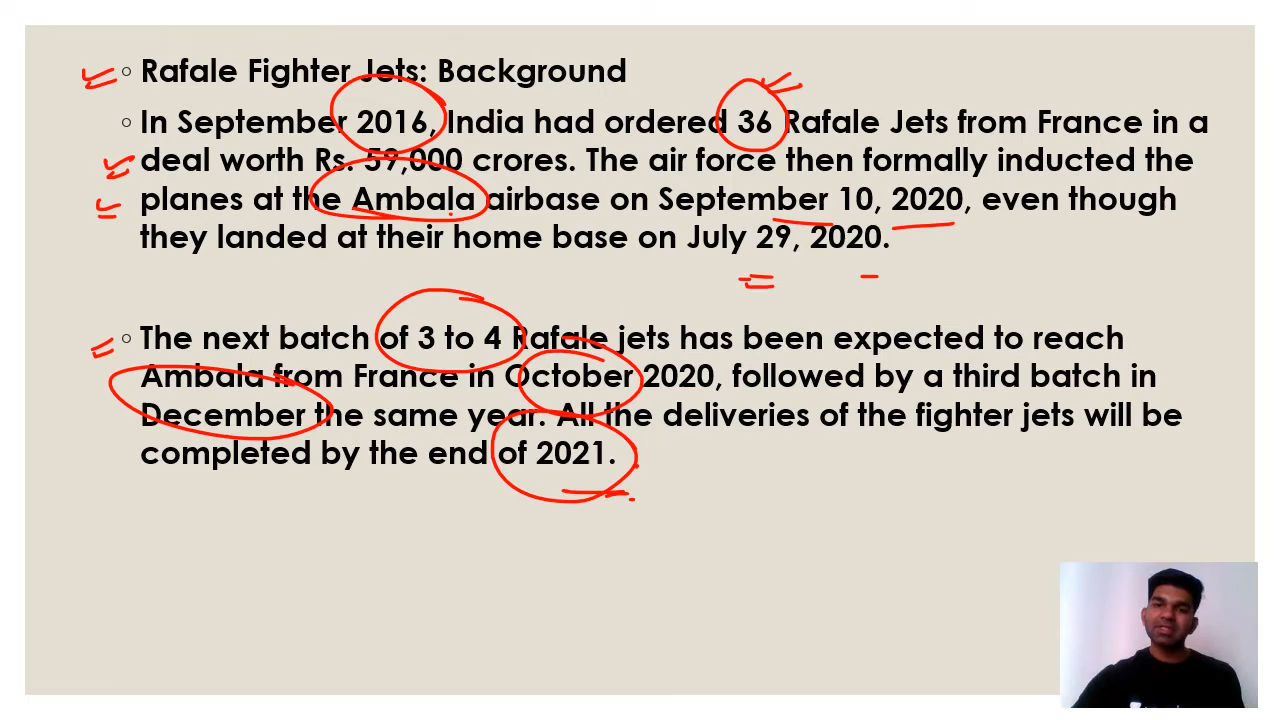 Rafale Fighter Jets: Background
In September 2016, India had ordered 36 Rafale Jets from France in a
deal worth Rs. 59,000 crores. The air force then formally inducted the
planes at the Ambala airbase on September 10, 2020, even though
they landed at their home base on July 29, 2020.
The next batch of 3 to 4 Rafale jets has been expected to reach
Ambala from France in October 2020, followed by a third batch in
December the same year. All the deliveries of the fighter jets will be
completed by the end of 2021.